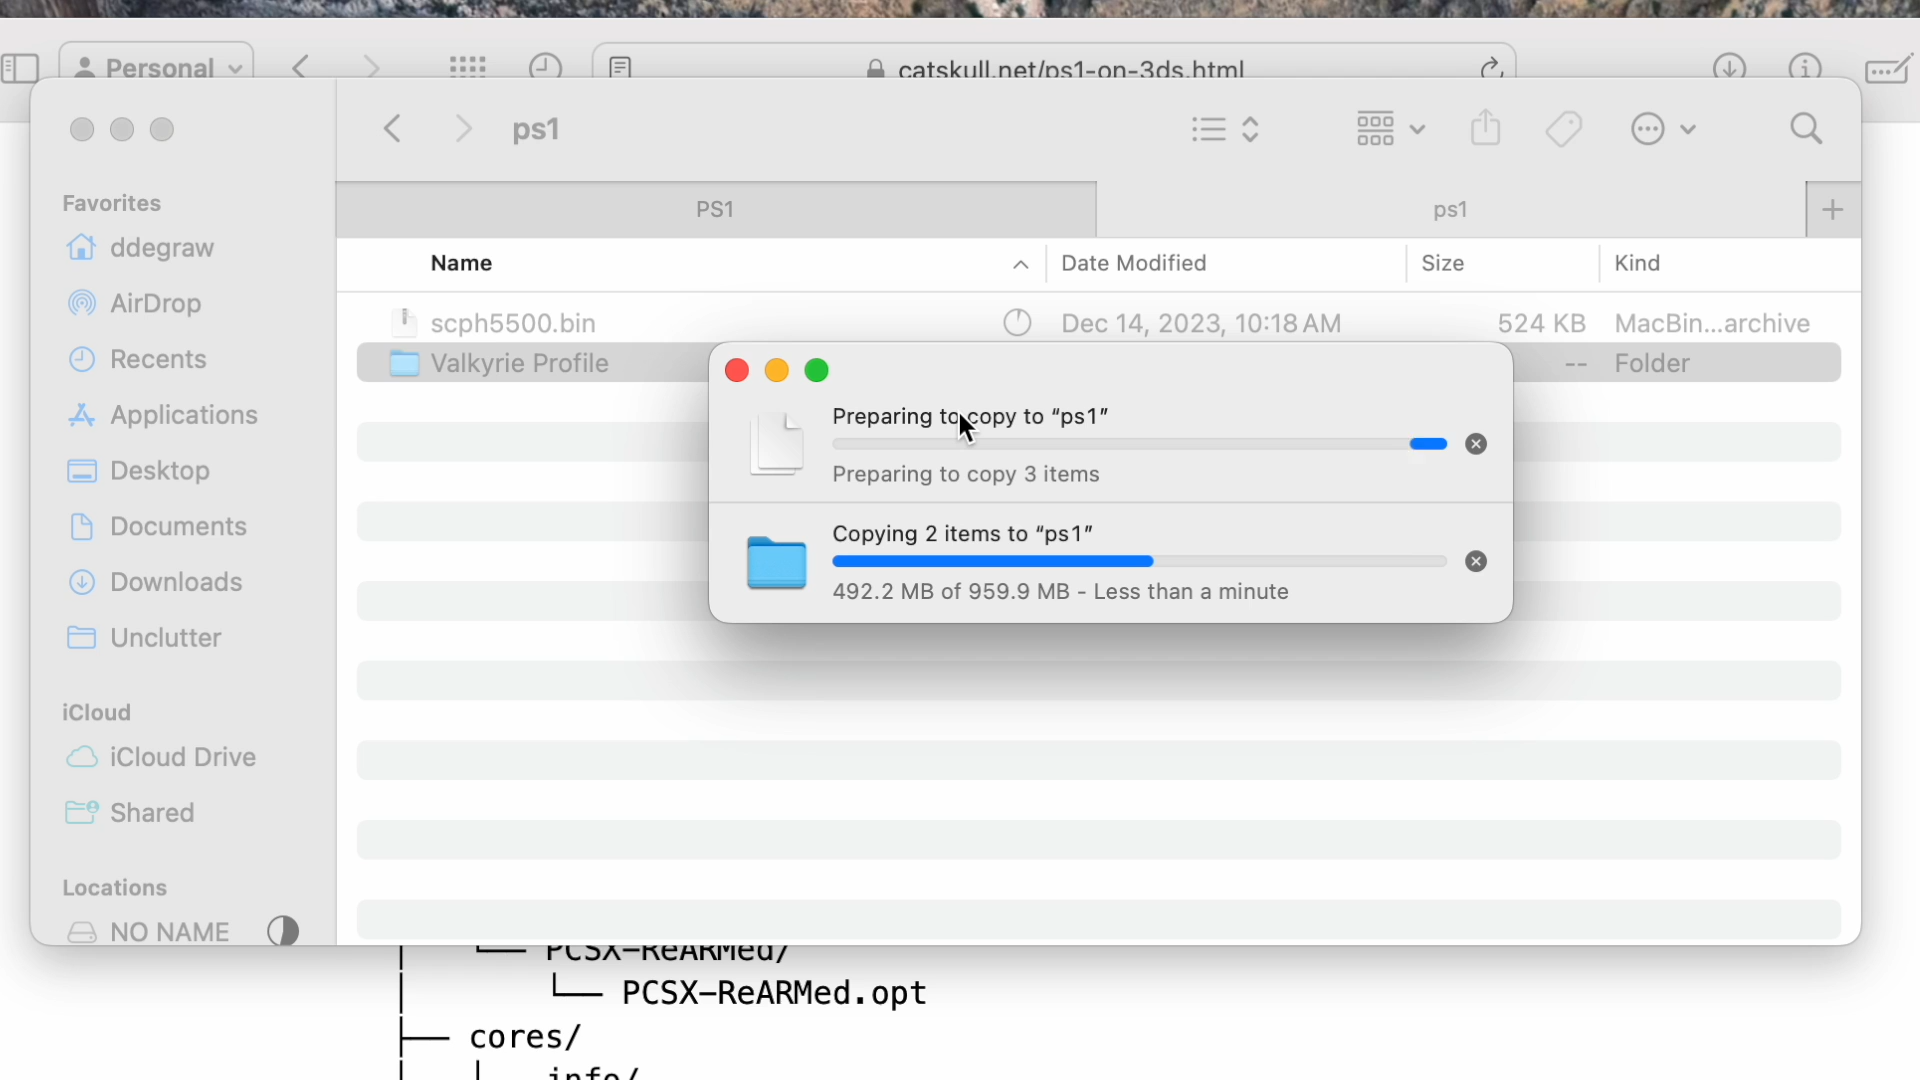 Personal
catskull.net/ps1-on-3ds.html
ps1
Favorites
ddegraw
AirDrop
Recents
Applications
Desktop
Documents
Downloads
Unclutter
iCloud
iCloud Drive
Shared
Locations
NO NAME
PS1
ps1
Name
Date Modified
Size
Kind
scph5500.bin
Dec 14, 2023, 10:18 AM
524 KB
MacBin...archive
Valkyrie Profile
--
Folder
Preparing to copy to “ps1”
Preparing to copy 3 items
Copying 2 items to “ps1”
492.2 MB of 959.9 MB - Less than a minute
PCSX-ReARMed/
PCSX-ReARMed.opt
cores/
info/